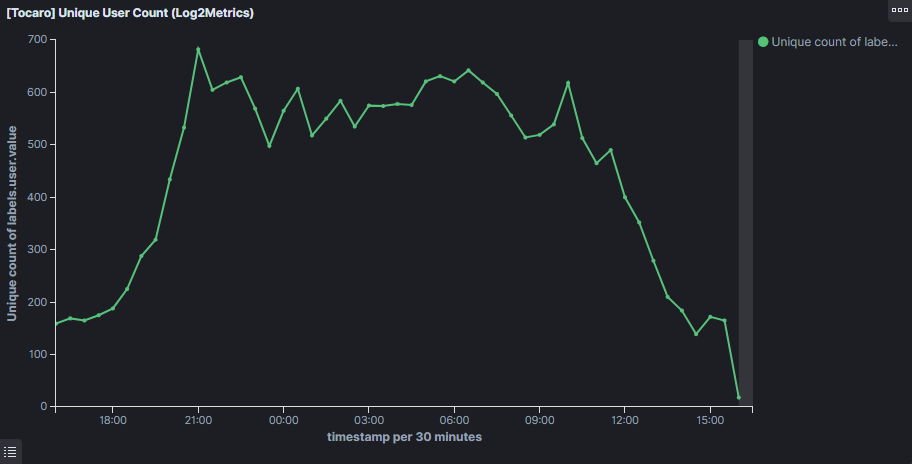 [Tocaro] Unique User Count (Log2Metrics)
Unique count of labe...
Unique count of labels.user.value
700
600
500
400
300
200
100
0
18:00 21:00 00:00 03:00 06:00 09:00 12:00 15:00
timestamp per 30 minutes